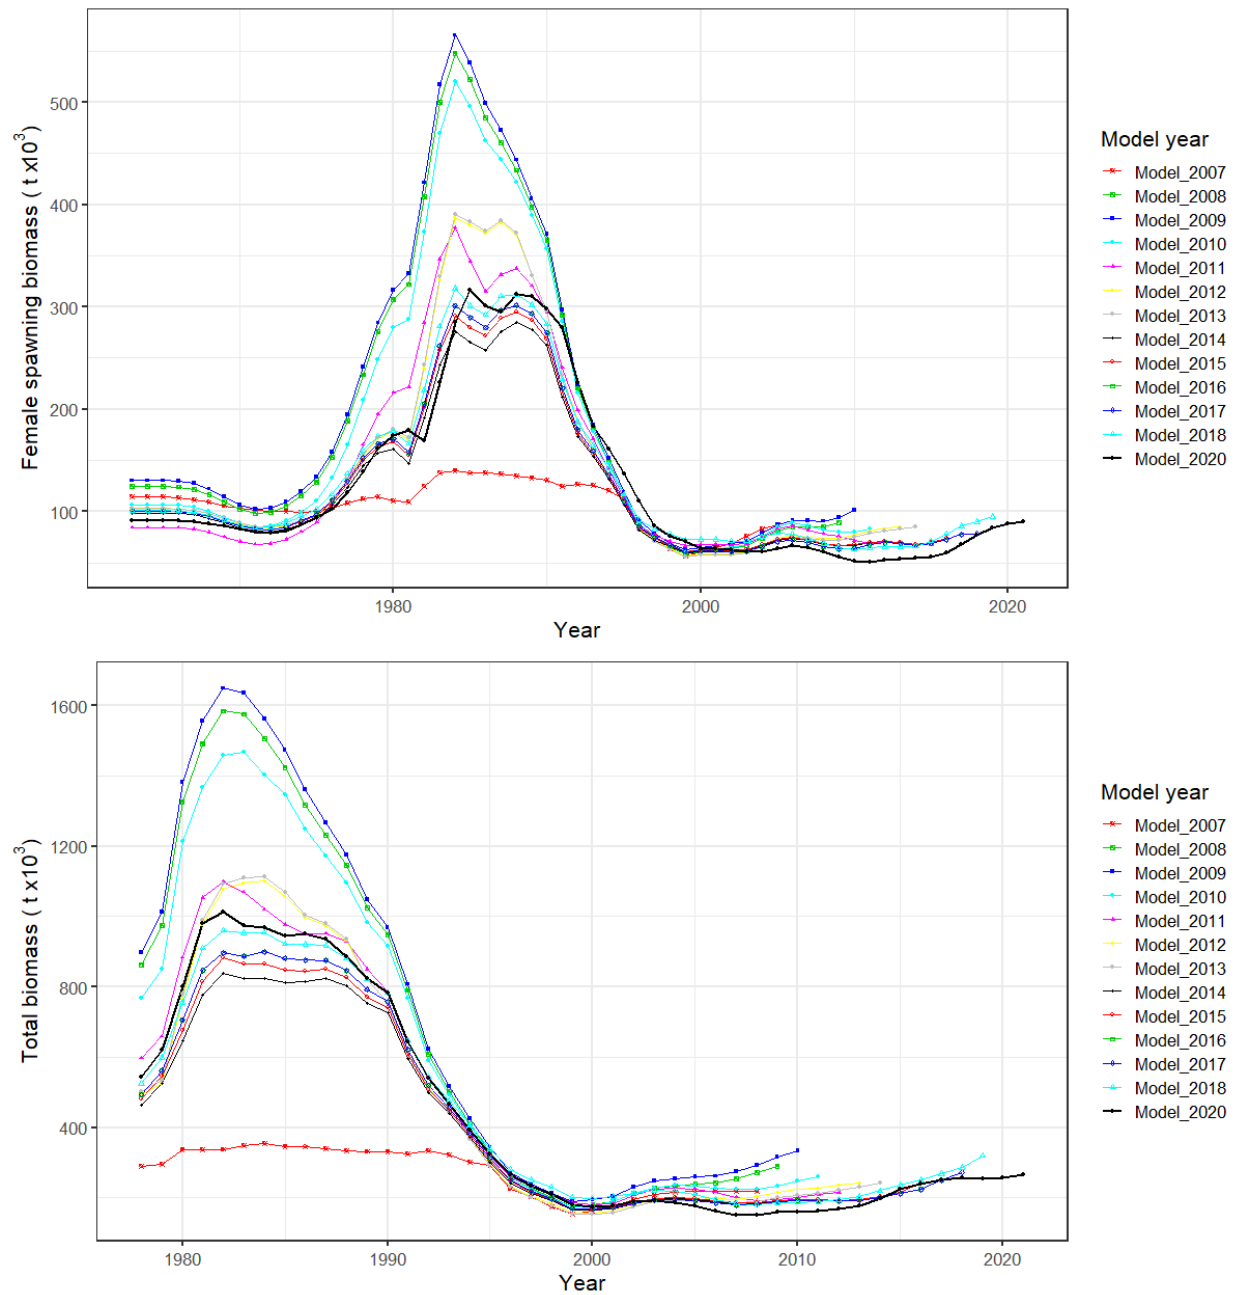 500
400
300
200
100
Female spawning biomass ( t x10³)
1980
2000
2020
Year
Model year
Model_2007
Model_2008
Model_2009
Model_2010
Model_2011
Model_2012
Model_2013
Model_2014
Model_2015
Model_2016
Model_2017
Model_2018
Model_2020
1600
1200
800
400
Total biomass ( t x10³)
1980
1990
2000
2010
2020
Year
Model year
Model_2007
Model_2008
Model_2009
Model_2010
Model_2011
Model_2012
Model_2013
Model_2014
Model_2015
Model_2016
Model_2017
Model_2018
Model_2020